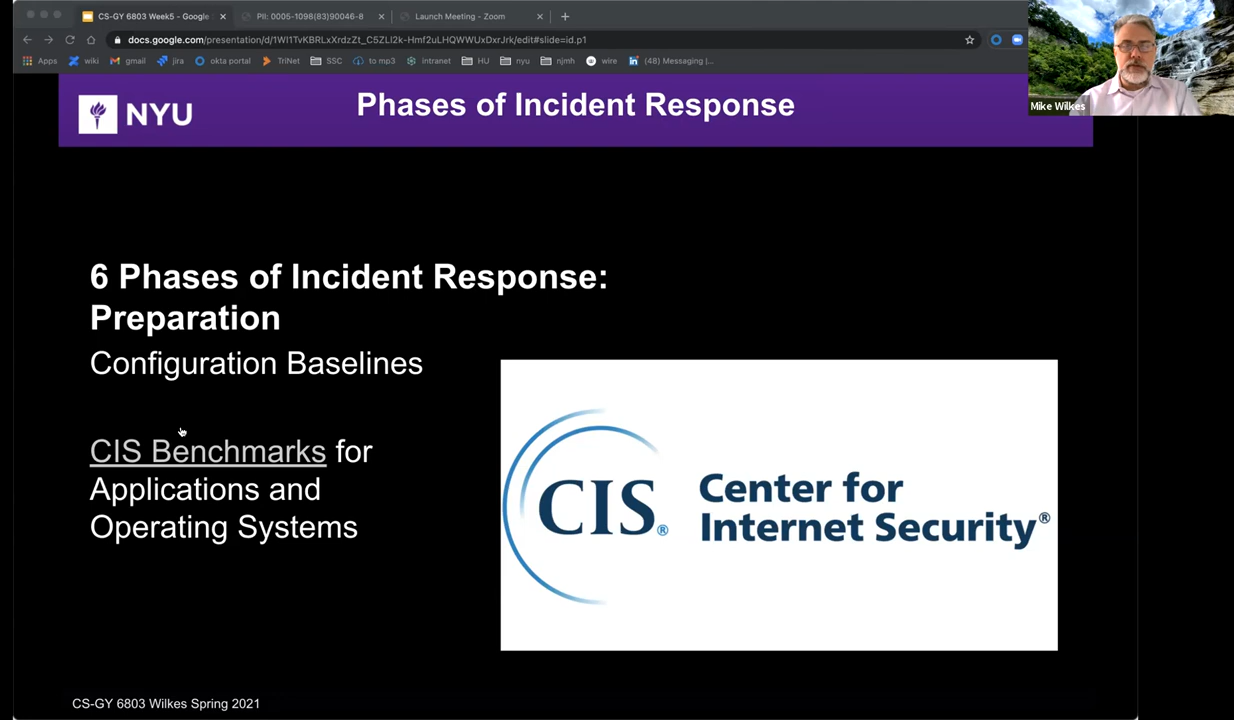 CS-GY 6803 Week5 - Google
PII: 0005-1098(83)90046-8
Launch Meeting - Zoom
docs.google.com/presentation/d/1WI1TvKBRLxXrdzZt_C5ZLI2k-Hmf2uLHQWWUxDxrJrk/edit#slide=id.p1
Apps wiki gmail jira okta portal TriNet SSC to mp3 intranet HU nyu njmh wire (48) Messaging |...
Mike Wilkes
NYU
Phases of Incident Response
6 Phases of Incident Response:
Preparation
Configuration Baselines
CIS Benchmarks for
Applications and
Operating Systems
CIS®
Center for
Internet Security®
CS-GY 6803 Wilkes Spring 2021